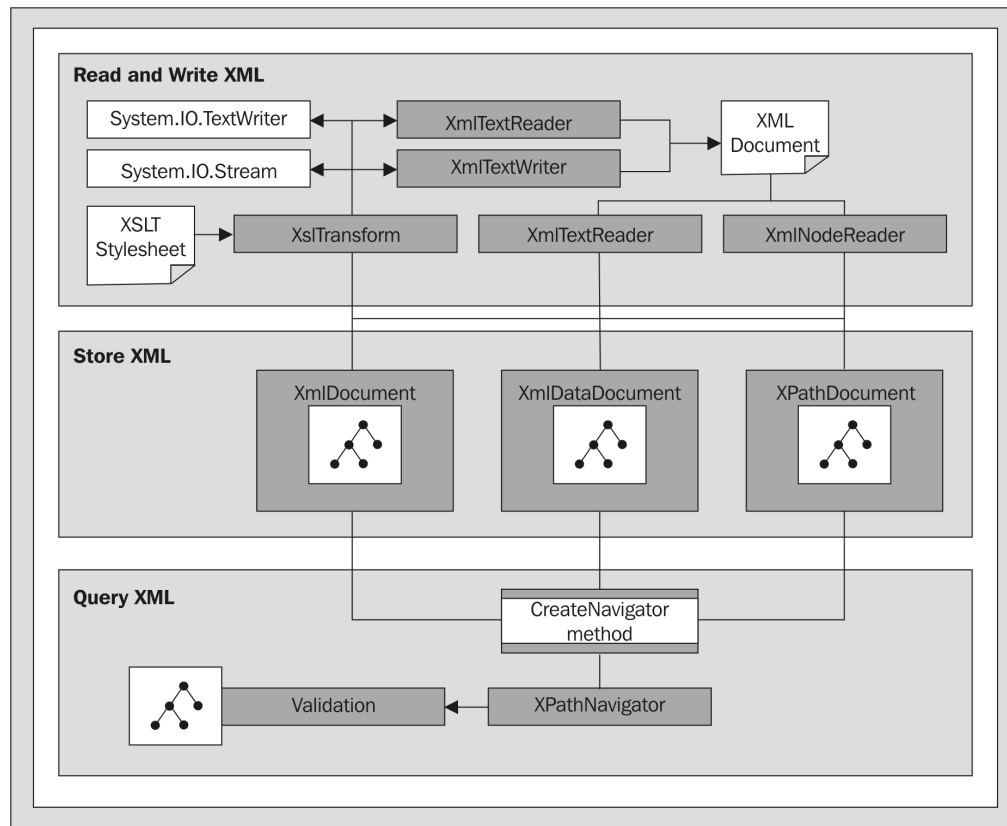 Read and Write XML
System.IO.TextWriter
XmlTextReader
XML
Document
System.IO.Stream
XmlTextWriter
XSLT
Stylesheet
XslTransform
XmlTextReader
XmlNodeReader
Store XML
XmlDocument
XmlDataDocument
XPathDocument
Query XML
CreateNavigator
method
Validation
XPathNavigator